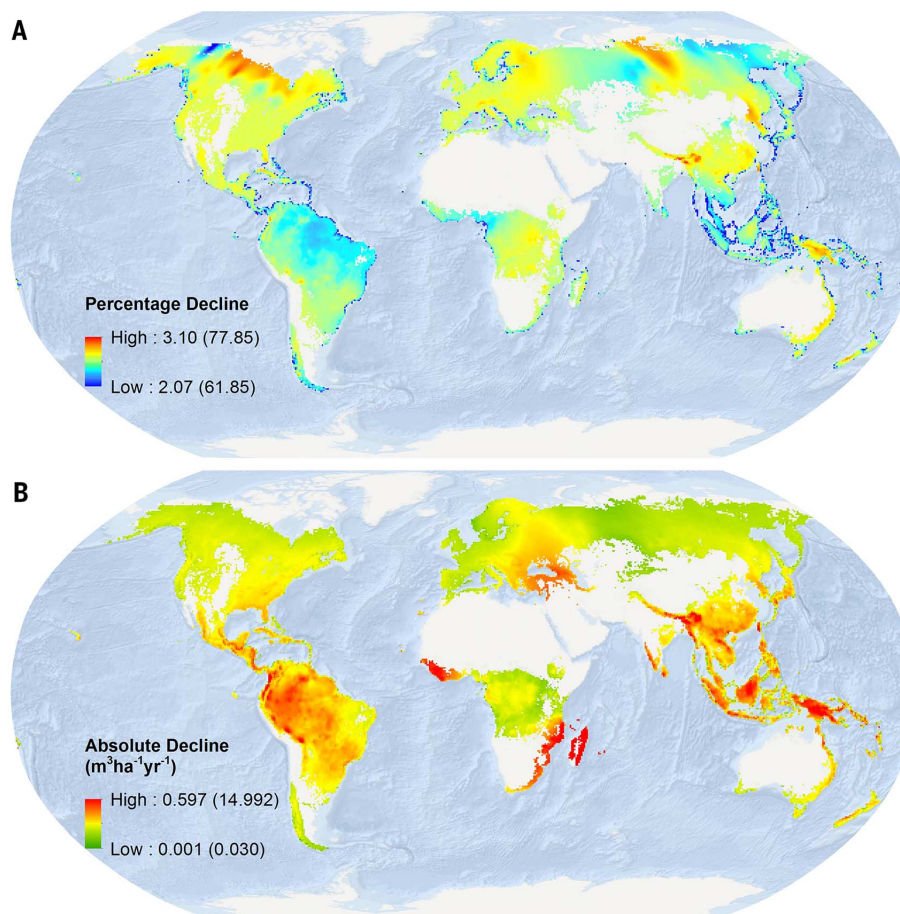 A
Percentage Decline
High : 3.10 (77.85)
Low : 2.07 (61.85)
B
Absolute Decline
(m³ha⁻¹yr⁻¹)
High : 0.597 (14.992)
Low : 0.001 (0.030)